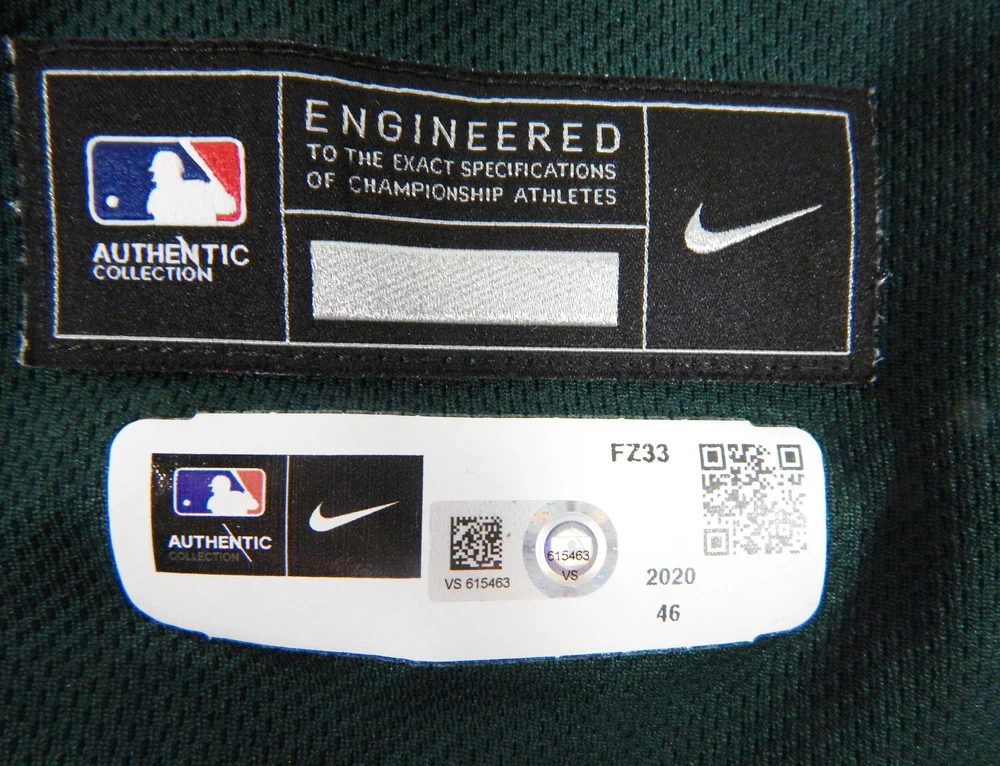 ENGINEERED
TO THE EXACT SPECIFICATIONS
OF CHAMPIONSHIP ATHLETES
AUTHENTIC
COLLECTION
FZ33
AUTHENTIC
COLLECTION
VS 615463
615463
VS
2020
46